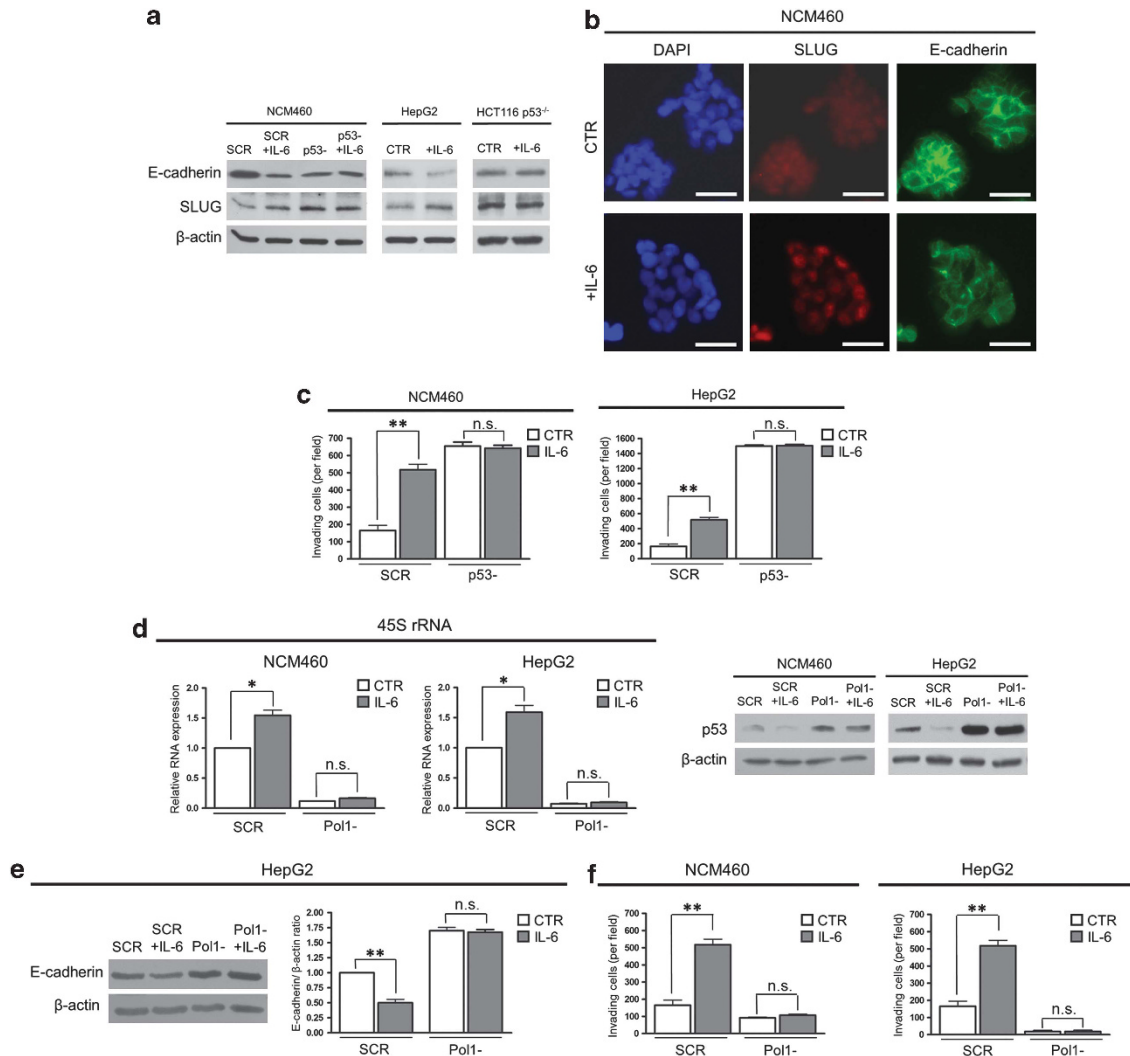 a
NCM460
HepG2
HCT116 p53-/-
SCR
SCR +IL-6
p53-
p53- +IL-6
CTR
+IL-6
CTR
+IL-6
E-cadherin
SLUG
β-actin
b
NCM460
DAPI
SLUG
E-cadherin
CTR
+IL-6
c
NCM460
Invading cells (per field)
700
600
500
400
300
200
100
0
**
n.s.
CTR
IL-6
SCR
p53-
HepG2
Invading cells (per field)
1600
1400
1200
1000
800
600
400
200
0
**
n.s.
CTR
IL-6
SCR
p53-
d
45S rRNA
NCM460
Relative RNA expression
2.0
1.5
1.0
0.5
0.0
*
n.s.
CTR
IL-6
SCR
Pol1-
HepG2
Relative RNA expression
2.0
1.5
1.0
0.5
0.0
*
n.s.
CTR
IL-6
SCR
Pol1-
NCM460
HepG2
SCR
SCR +IL-6
Pol1-
Pol1- +IL-6
SCR
SCR +IL-6
Pol1-
Pol1- +IL-6
p53
β-actin
e
HepG2
SCR
SCR +IL-6
Pol1-
Pol1- +IL-6
E-cadherin
β-actin
E-cadherin/ β-actin ratio
2.00
1.75
1.50
1.25
1.0
0.75
0.50
0.25
0.00
**
n.s.
CTR
IL-6
SCR
Pol1-
f
NCM460
Invading cells (per field)
700
600
500
400
300
200
100
0
**
n.s.
CTR
IL-6
SCR
Pol1-
HepG2
Invading cells (per field)
700
600
500
400
300
200
100
0
**
n.s.
CTR
IL-6
SCR
Pol1-